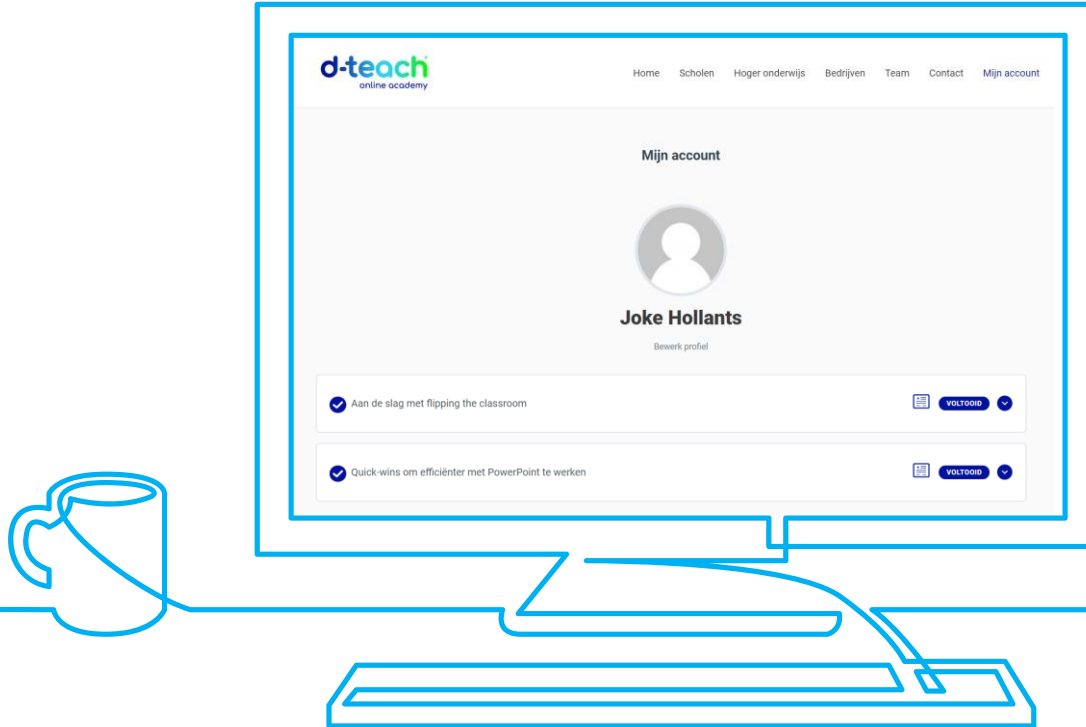 d-teach
online academy
Home Scholen Hoger onderwijs Bedrijven Team Contact Mijn account
Mijn account
Joke Hollants
Bewerk profiel
Aan de slag met flipping the classroom VOLTOOID
Quick-wins om efficiënter met PowerPoint te werken VOLTOOID